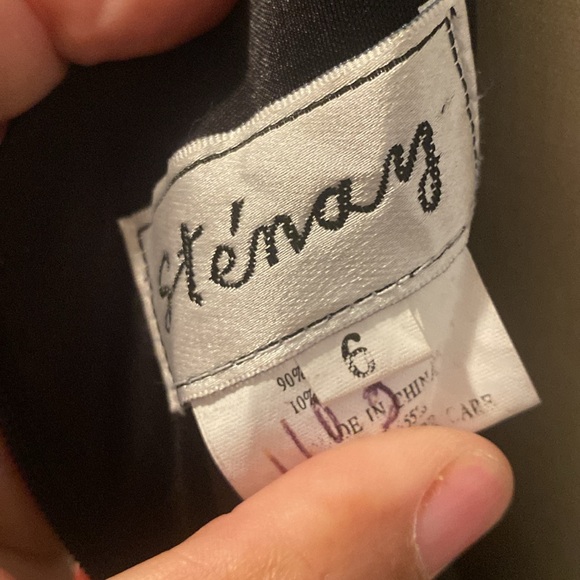 Sténay
6
90%
10%
DE IN CHINA
CARE